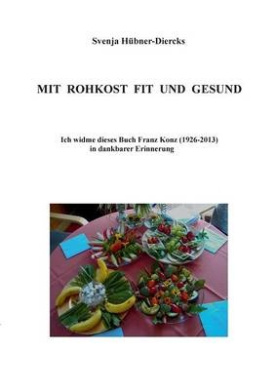 Svenja Hübner-Diercks
MIT ROHKOST FIT UND GESUND
Ich widme dieses Buch Franz Konz (1926-2013)
in dankbarer Erinnerung